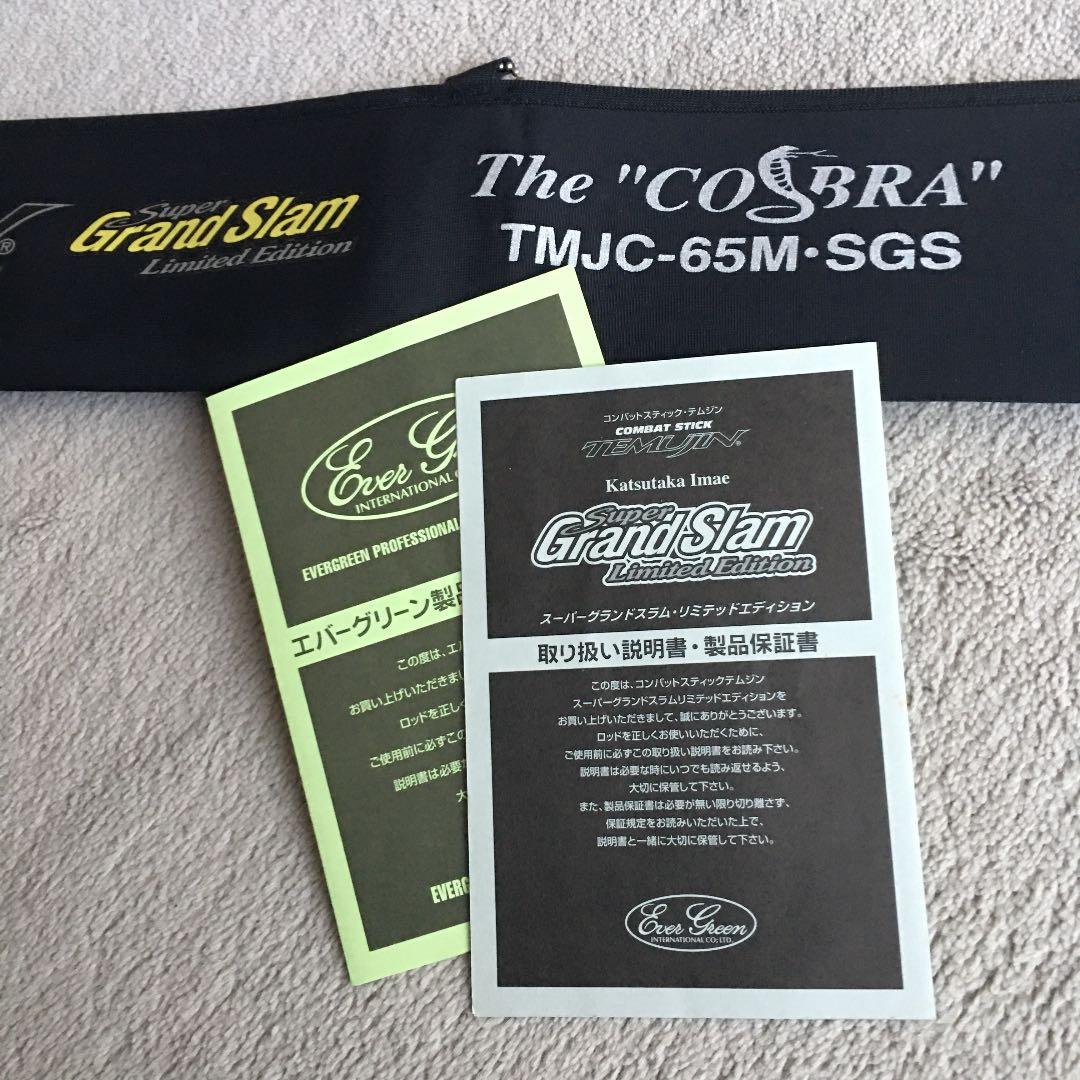 ®
Super
Grand Slam
Limited Edition
The "COBRA"
TMJC-65M・SGS
Ever
INTERNATIONAL
EVERGREEN PROFESSIONAL
エバーグリーン製
この度は、エ
お買い上げいただきまし
ロッドを正しく
ご使用前に必ずこの
説明書は必要
EVERG
コンバットスティック・テムジン
COMBAT STICK
TEMUJIN®
Katsutaka Imae
Super
Grand Slam
Limited Edition
スーパーグランドスラム・リミテッドエディション
取り扱い説明書・製品保証書
この度は、コンバットスティックテムジン
スーパーグランドスラムリミテッドエディションを
お買い上げいただきまして、誠にありがとうございます。
ロッドを正しくお使いいただくために、
ご使用前に必ずこの取り扱い説明書をお読み下さい。
説明書は必要な時にいつでも読み返せるよう、
大切に保管して下さい。
また、製品保証書は必要が無い限り切り離さず、
保証規定をお読みいただいた上で、
説明書と一緒に大切に保管して下さい。
Ever Green
INTERNATIONAL CO;LTD.